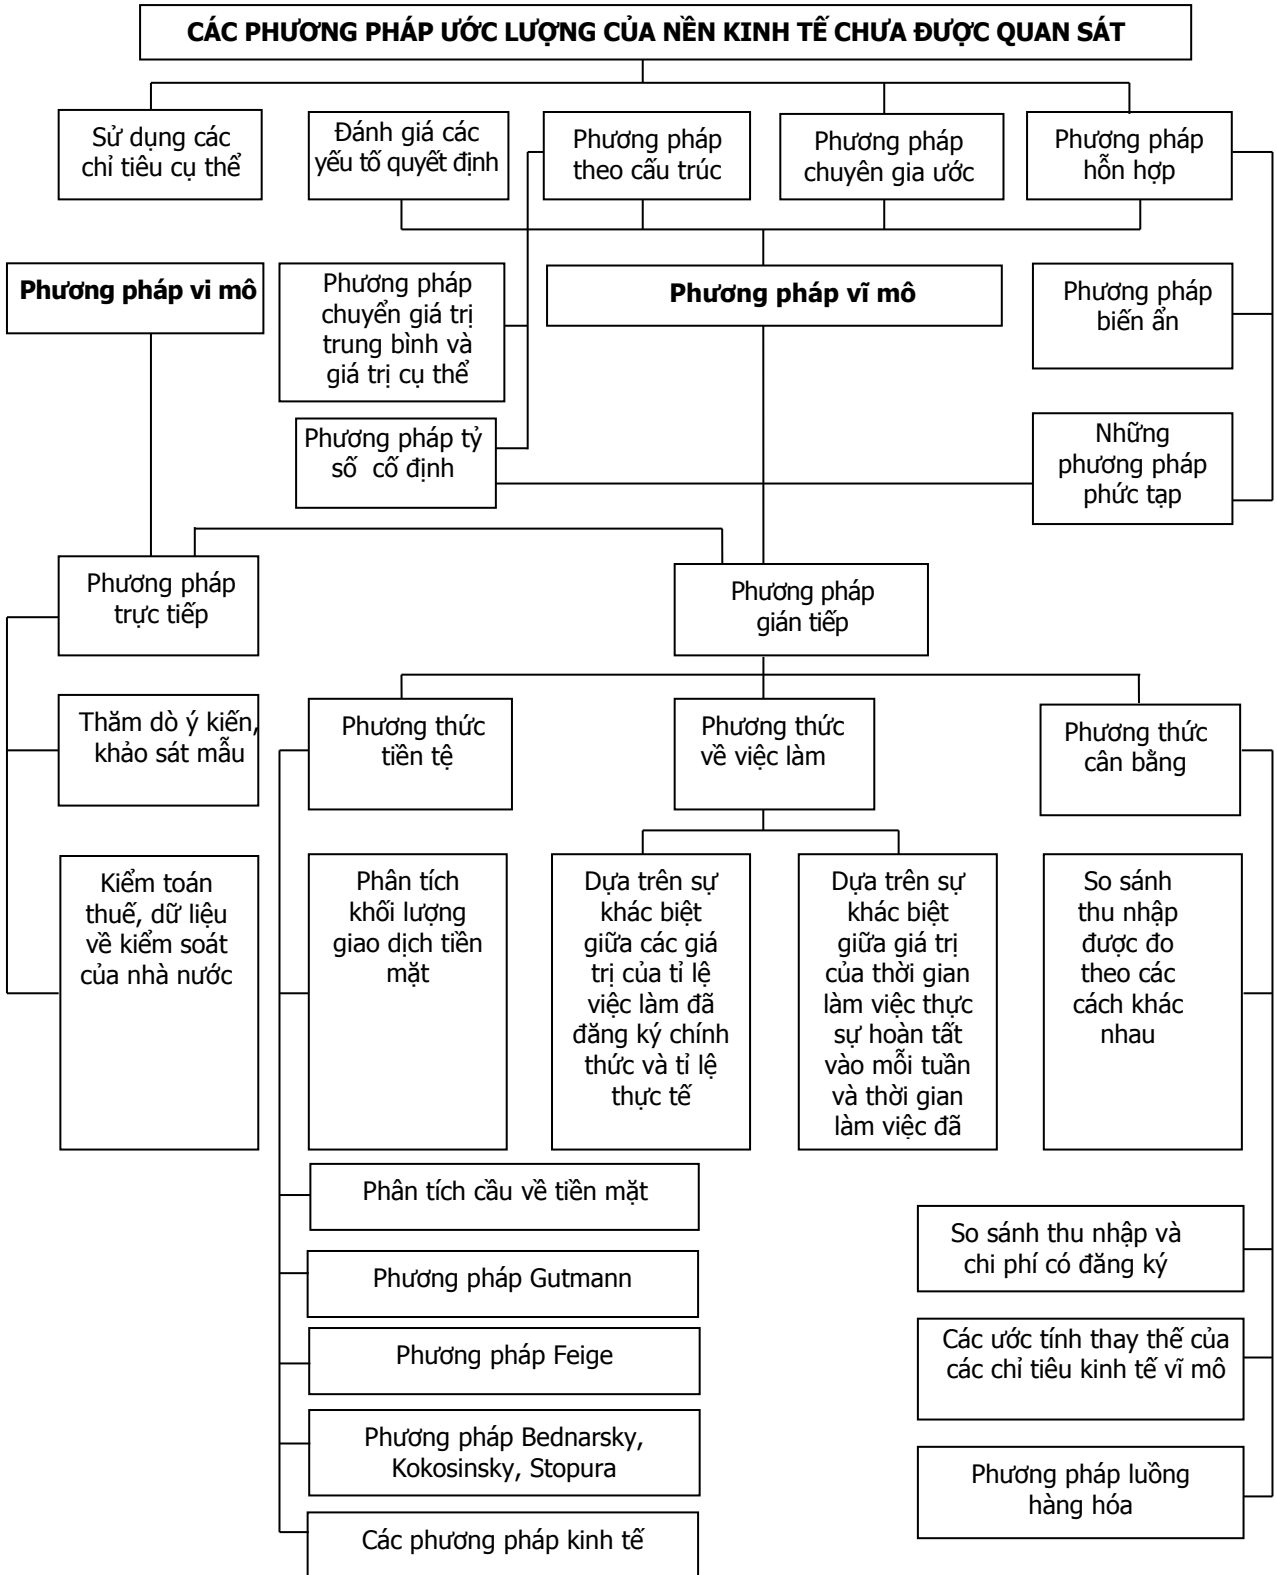 CÁC PHƯƠNG PHÁP ƯỚC LƯỢNG CỦA NỀN KINH TẾ CHƯA ĐƯỢC QUAN SÁT
Sử dụng các
chỉ tiêu cụ thể
Đánh giá các
yếu tố quyết định
Phương pháp
theo cấu trúc
Phương pháp
chuyên gia ước
Phương pháp
hỗn hợp
Phương pháp vi mô
Phương pháp
chuyển giá trị
trung bình và
giá trị cụ thể
Phương pháp vĩ mô
Phương pháp
biến ẩn
Phương pháp tỷ
số cố định
Những
phương pháp
phức tạp
Phương pháp
trực tiếp
Phương pháp
gián tiếp
Thăm dò ý kiến,
khảo sát mẫu
Phương thức
tiền tệ
Phương thức
về việc làm
Phương thức
cân bằng
Kiểm toán
thuế, dữ liệu
về kiểm soát
của nhà nước
Phân tích
khối lượng
giao dịch tiền
mặt
Dựa trên sự
khác biệt
giữa các giá
trị của tỉ lệ
việc làm đã
đăng ký chính
thức và tỉ lệ
thực tế
Dựa trên sự
khác biệt
giữa giá trị
của thời gian
làm việc thực
sự hoàn tất
vào mỗi tuần
và thời gian
làm việc đã
So sánh
thu nhập
được đo
theo các
cách khác
nhau
Phân tích cầu về tiền mặt
Phương pháp Gutmann
Phương pháp Feige
Phương pháp Bednarsky,
Kokosinsky, Stopura
Các phương pháp kinh tế
So sánh thu nhập và
chi phí có đăng ký
Các ước tính thay thế của
các chỉ tiêu kinh tế vĩ mô
Phương pháp luồng
hàng hóa